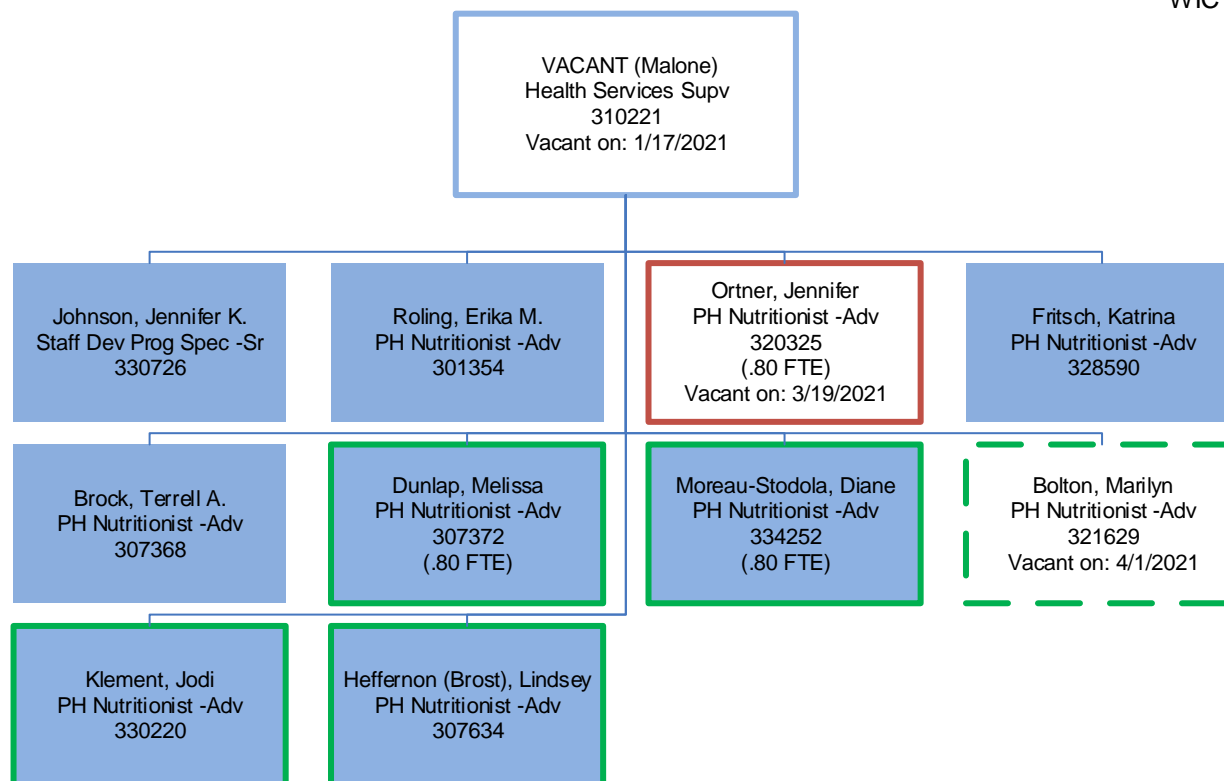 WIC
VACANT (Malone)
Health Services Supv
310221
Vacant on: 1/17/2021
Johnson, Jennifer K.
Staff Dev Prog Spec -Sr
330726
Roling, Erika M.
PH Nutritionist -Adv
301354
Ortner, Jennifer
PH Nutritionist -Adv
320325
(.80 FTE)
Vacant on: 3/19/2021
Fritsch, Katrina
PH Nutritionist -Adv
328590
Brock, Terrell A.
PH Nutritionist -Adv
307368
Dunlap, Melissa
PH Nutritionist -Adv
307372
(.80 FTE)
Moreau-Stodola, Diane
PH Nutritionist -Adv
334252
(.80 FTE)
Bolton, Marilyn
PH Nutritionist -Adv
321629
Vacant on: 4/1/2021
Klement, Jodi
PH Nutritionist -Adv
330220
Heffernon (Brost), Lindsey
PH Nutritionist -Adv
307634